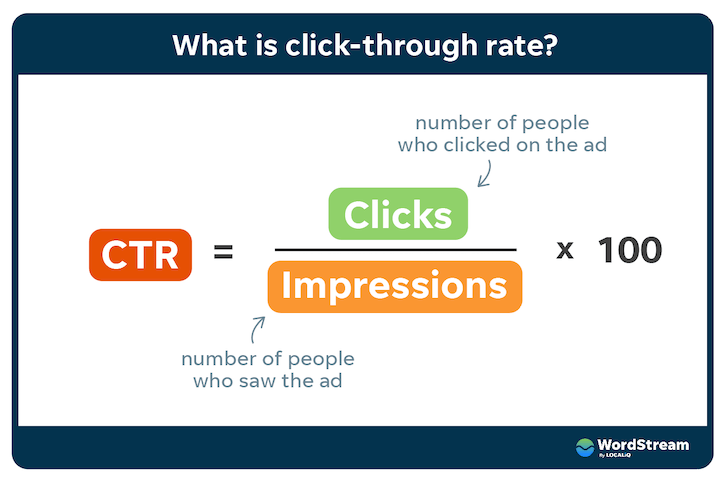 What is click-through rate?
number of people
who clicked on the ad
Clicks
CTR = x 100
Impressions
number of people
who saw the ad
WordStream
By LOCALiQ